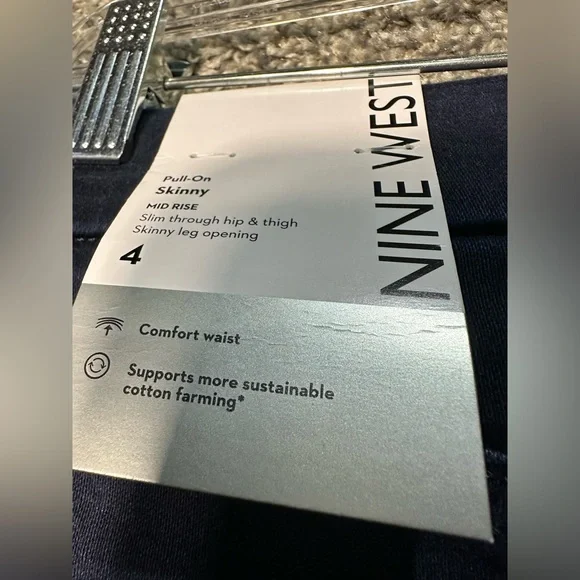 Pull-On
Skinny
MID RISE
Slim through hip & thigh
Skinny leg opening
4
NINE WEST
Comfort waist
Supports more sustainable
cotton farming*